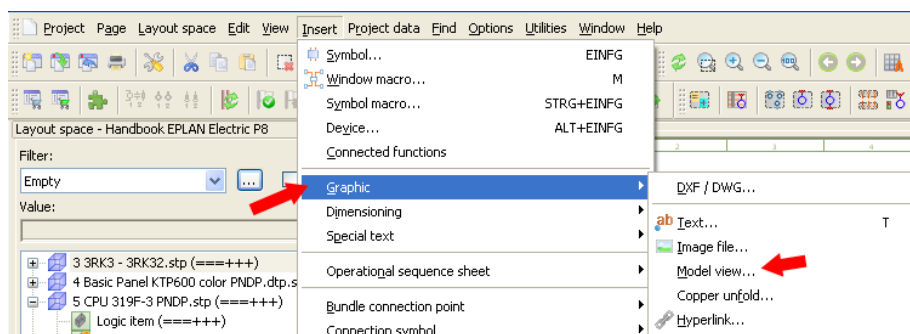 Project Page Layout space Edit View Insert Project data Find Options Utilities Window Help
Symbol... EINFG
Window macro... M
Symbol macro... STRG+EINFG
Device... ALT+EINFG
Connected functions
Graphic
Dimensioning
Special text
Operational sequence sheet
Bundle connection point
Connection symbol
Layout space - Handbook EPLAN Electric P8
Filter:
Empty
...
Value:
3 3RK3 - 3RK32.stp (===+++)
4 Basic Panel KTP600 color PNDP.dtp.s
5 CPU 319F-3 PNDP.stp (===+++)
Logic item (===+++)
2 3 4
DXF / DWG...
ab Text... T
Image file...
Model view...
Copper unfold...
Hyperlink...